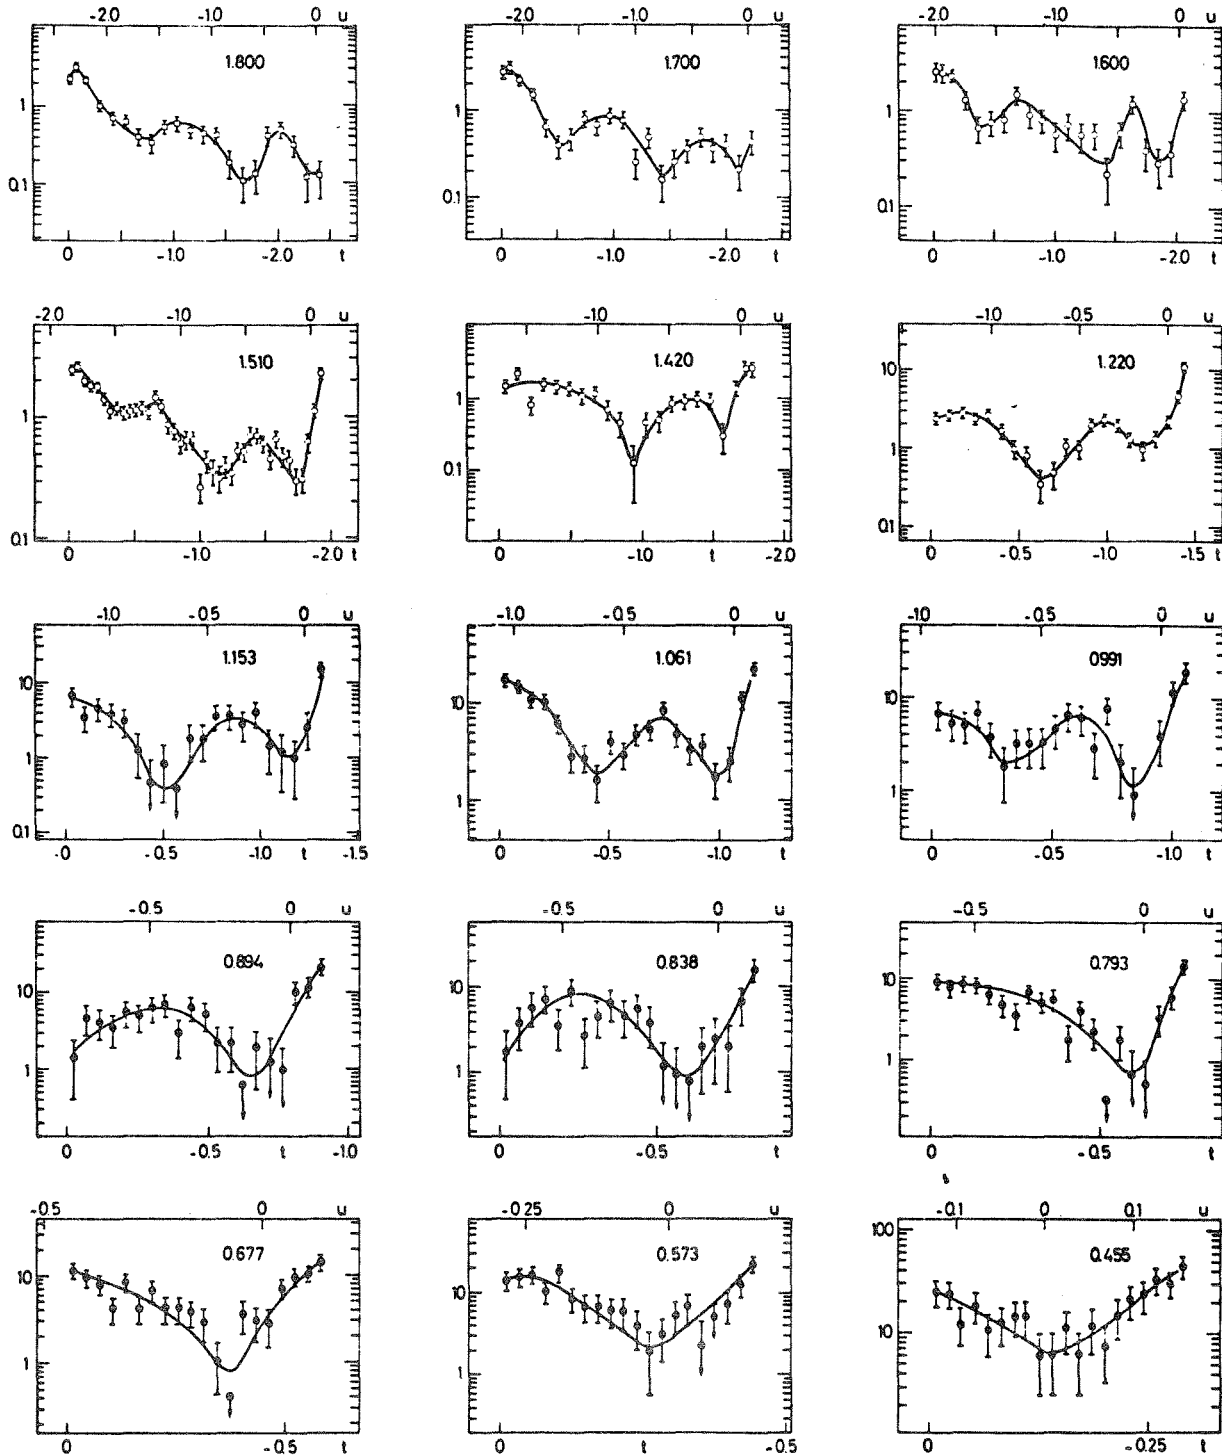 -2.0 -1.0 0 u
1.800
1
0.1
0 -1.0 -2.0 t
-2.0 -1.0 0 u
1.700
1
0.1
0 -1.0 -2.0 t
-2.0 -1.0 0 u
1.600
1
0.1
0 -1.0 -2.0 t
-2.0 -1.0 0 u
1.510
1
0.1
0 -1.0 -2.0 t
-1.0 0 u
1.420
1
0.1
0 -1.0 t -2.0
-1.0 -0.5 0 u
1.220
10
1
0.1
0 -0.5 -1.0 -1.5 t
-1.0 -0.5 0 u
1.153
10
1
0.1
-0 -0.5 -1.0 t -1.5
-1.0 -0.5 0 u
1.061
10
1
0 -0.5 -1.0 t
-1.0 -0.5 0 u
0991
10
1
0 -0.5 -1.0 t
-0.5 0 u
0.894
10
1
0 -0.5 t -1.0
-0.5 0 u
0.838
10
1
0 -0.5 t
-0.5 0 u
0.793
10
1
0 -0.5 t
-0.5 0 u
0.677
10
1
0 -0.5 t
-0.25 0 u
0.573
10
1
0 t -0.5
-0.1 0 0.1 u
0.455
100
10
0 -0.25 t